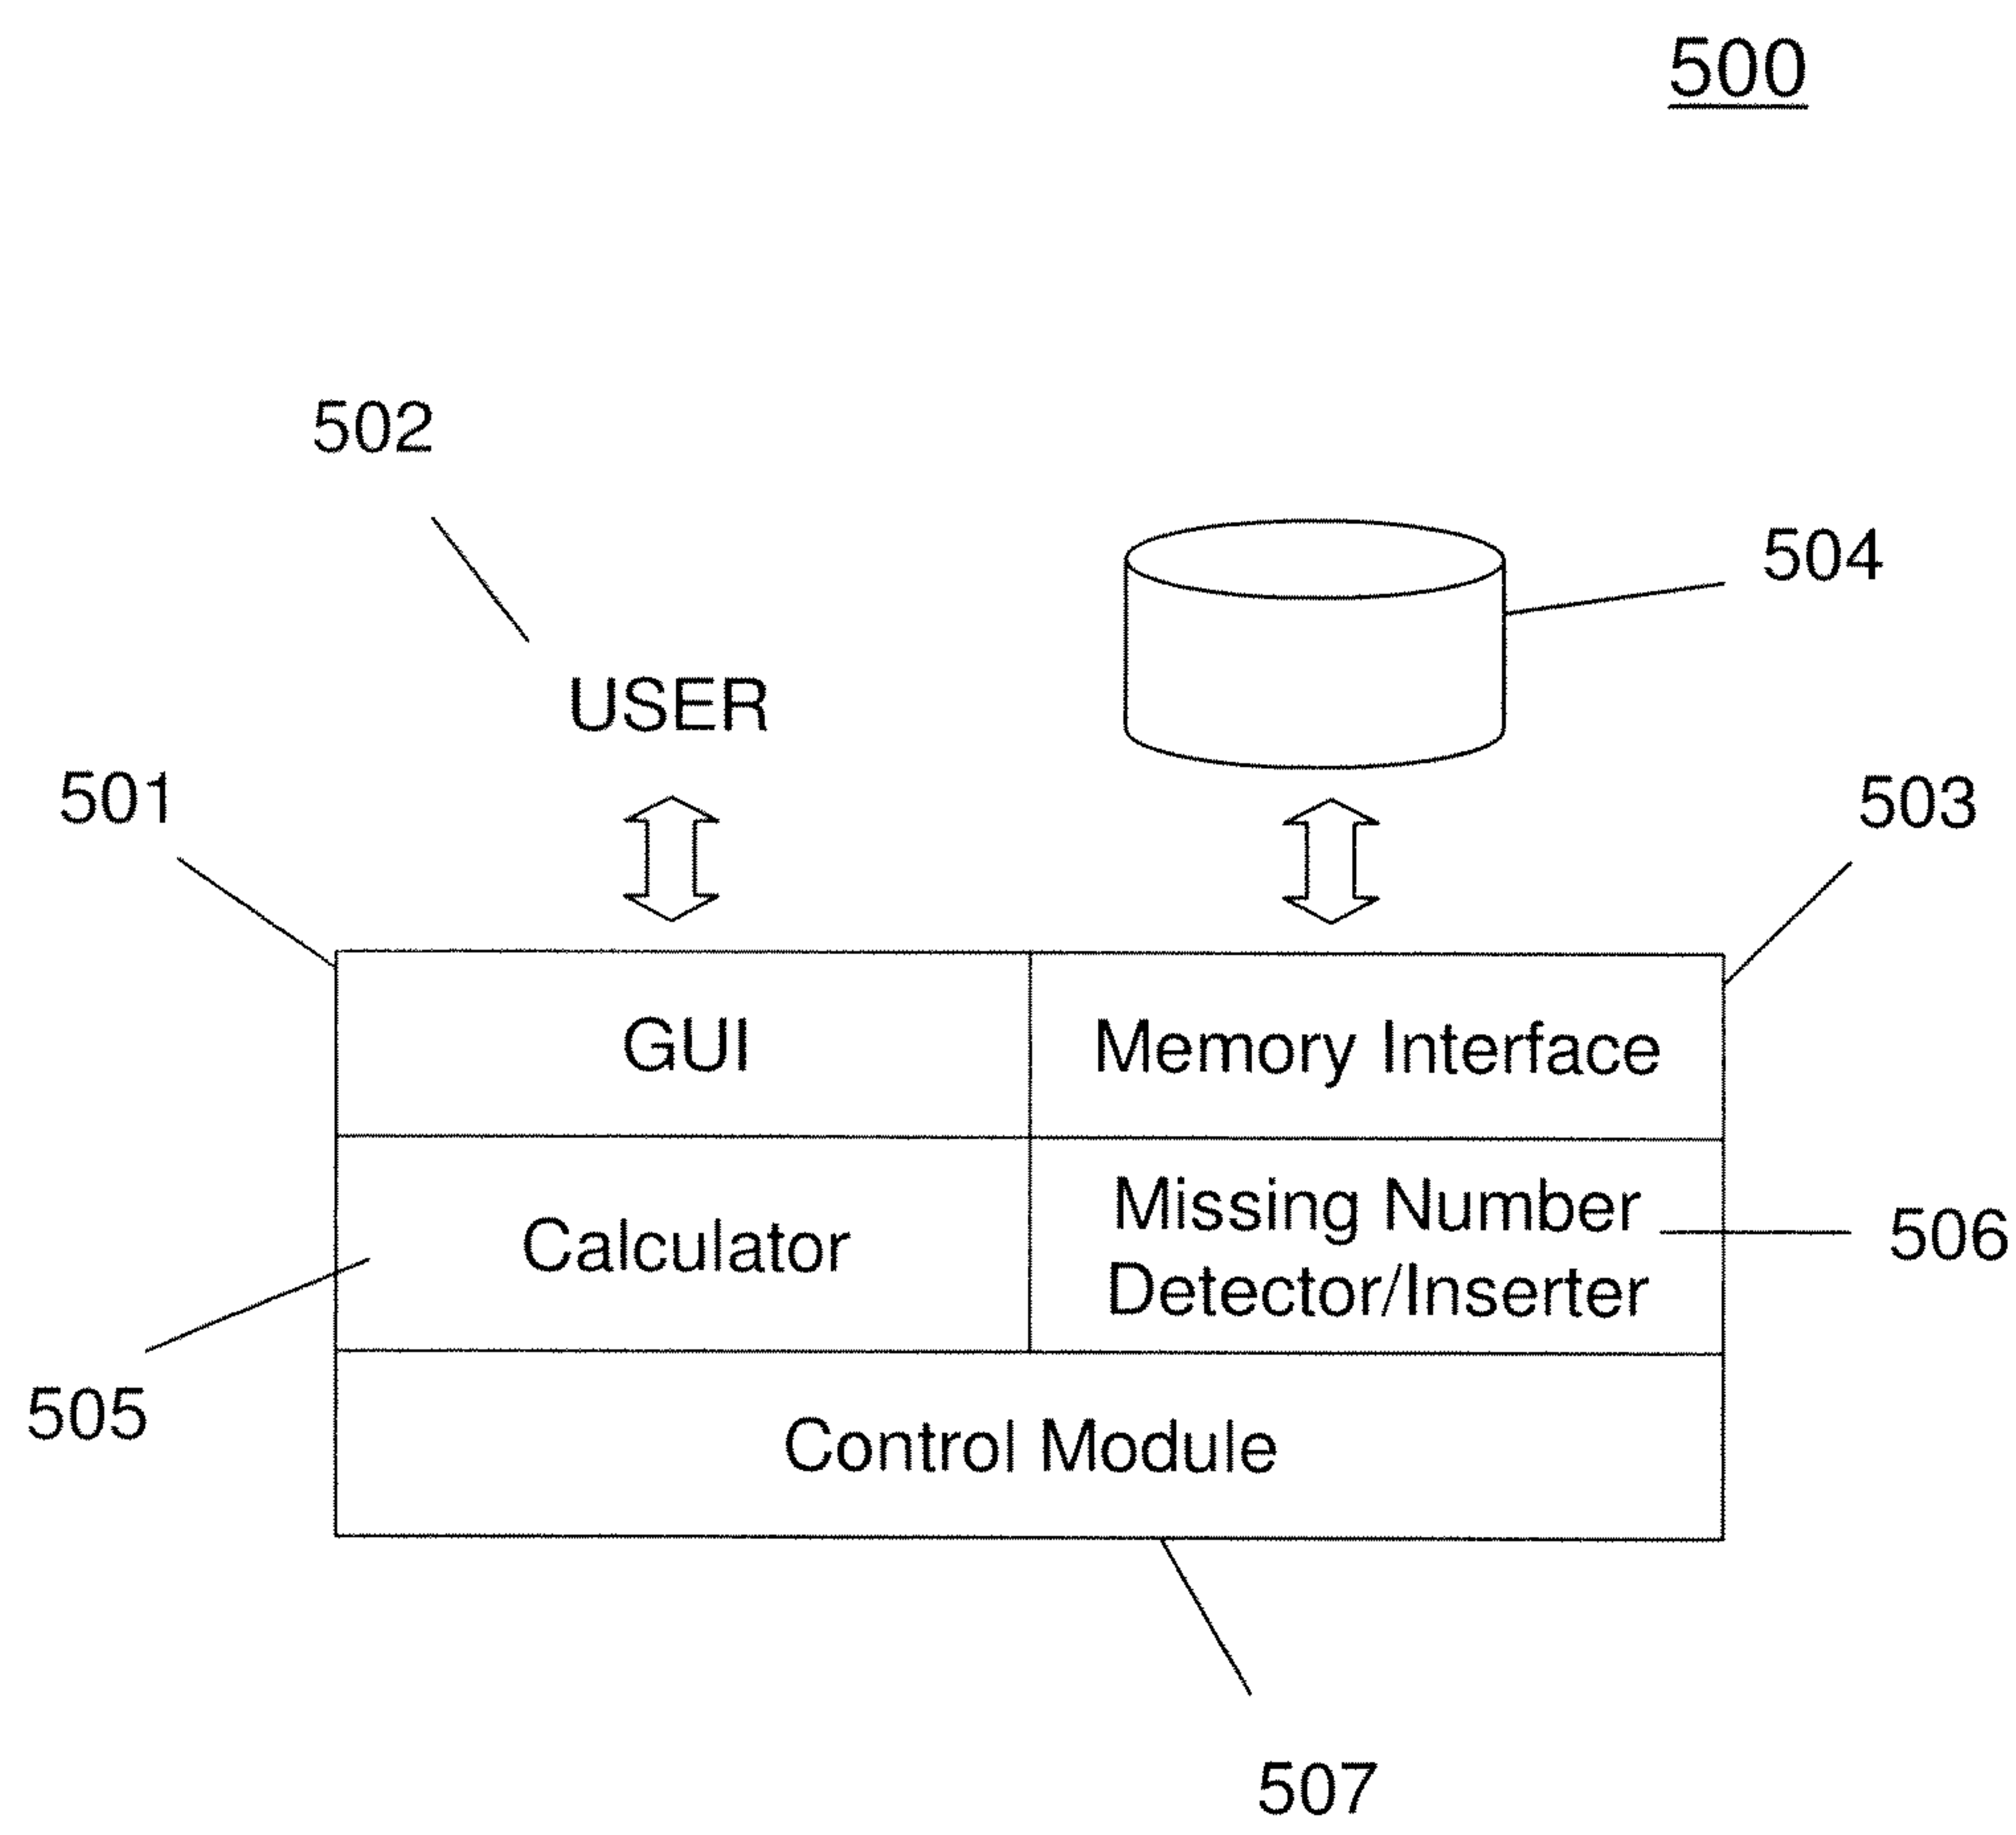 500
502
504
USER
501
503
GUI
Memory Interface
Missing Number
Detector/Inserter
506
Calculator
505
Control Module
507